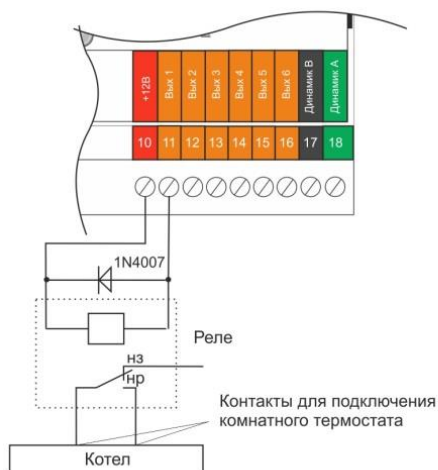 +12В
Вых 1
Вых 2
Вых 3
Вых 4
Вых 5
Вых 6
Динамик В
Динамик А
10 11 12 13 14 15 16 17 18
1N4007
Реле
нз
нр
Контакты для подключения
комнатного термостата
Котел